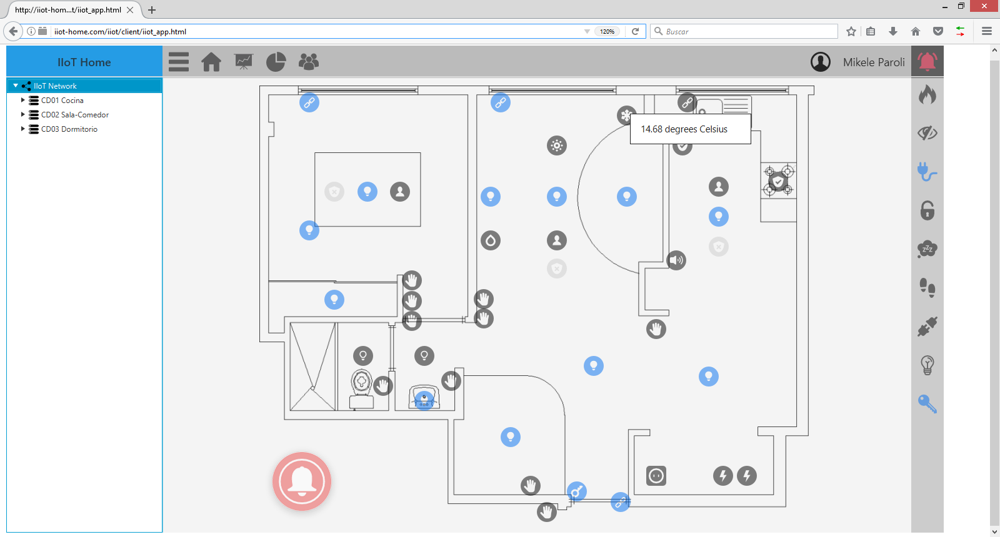 http://iiot-hom...t/iiot_app.html
iiot-home.com/iiot/client/iiot_app.html
120%
Buscar
IIoT Home
Mikele Paroli
IIoT Network
CD01 Cocina
CD02 Sala-Comedor
CD03 Dormitorio
14.68 degrees Celsius
zzz